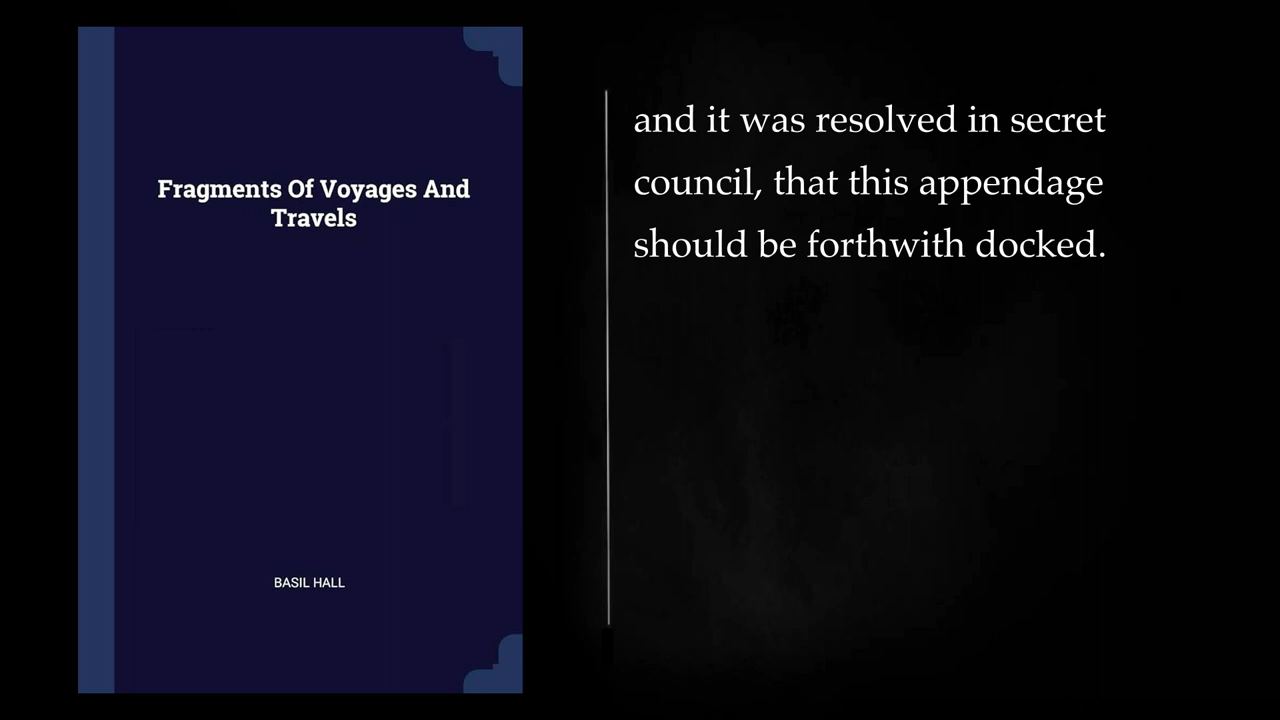 Fragments Of Voyages And
Travels
BASIL HALL
and it was resolved in secret
council, that this appendage
should be forthwith docked.